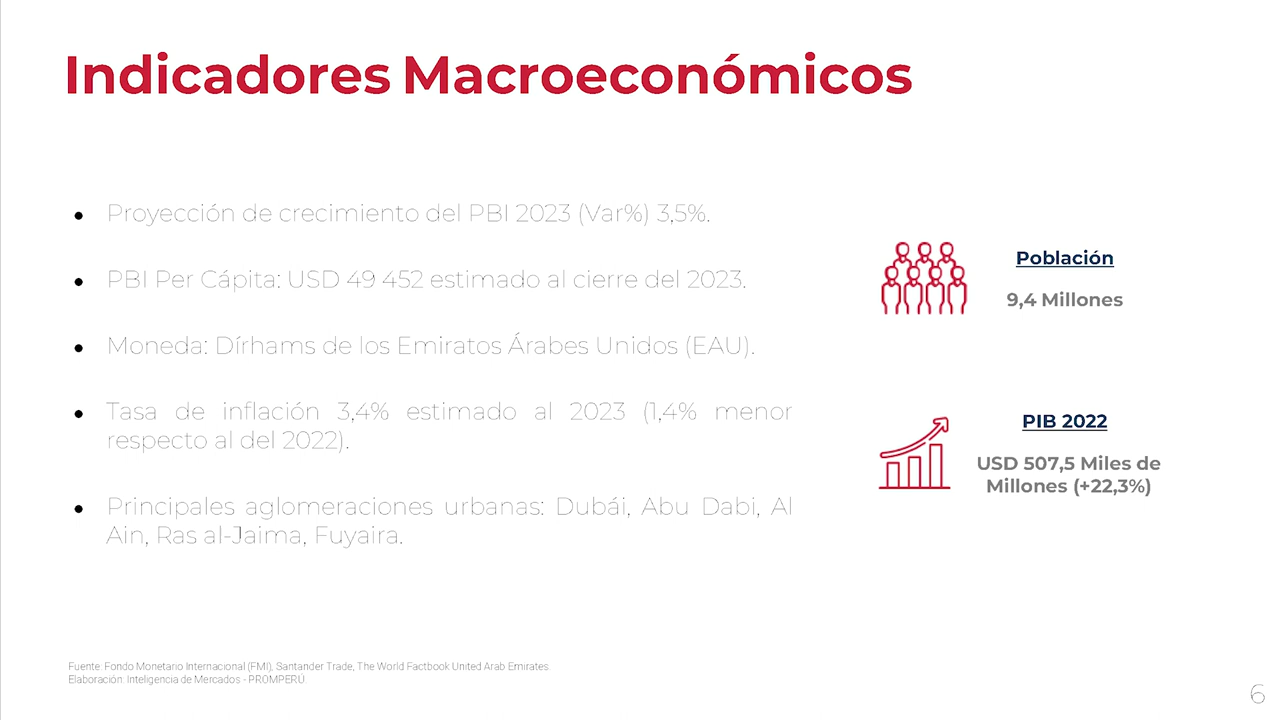 Indicadores Macroeconómicos
Proyección de crecimiento del PBI 2023 (Var%) 3,5%.
PBI Per Cápita: USD 49 452 estimado al cierre del 2023.
Moneda: Dírhams de los Emiratos Árabes Unidos (EAU).
Tasa de inflación 3,4% estimado al 2023 (1,4% menor
respecto al del 2022).
Principales aglomeraciones urbanas: Dubái, Abu Dabi, Al
Ain, Ras al-Jaima, Fuyaira.
Población
9,4 Millones
PIB 2022
USD 507,5 Miles de
Millones (+22,3%)
Fuente: Fondo Monetario Internacional (FMI), Santander Trade, The World Factbook United Arab Emirates.
Elaboración: Inteligencia de Mercados - PROMPERÚ
6